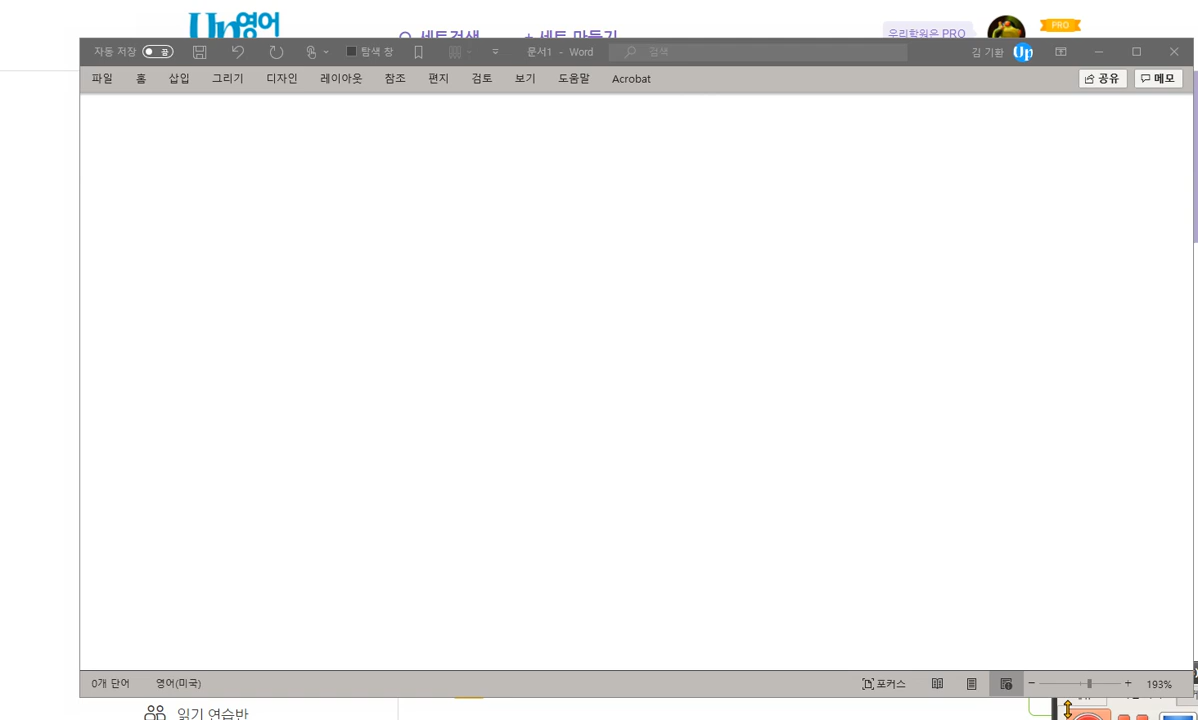 Up영어
세트검색 + 세트 만들기
우리학원은 PRO
PRO
자동 저장 끔
탐색 창
문서1 - Word
검색
김 기환
Up
파일 홈 삽입 그리기 디자인 레이아웃 참조 편지 검토 보기 도움말 Acrobat
공유 메모
0개 단어 영어(미국)
포커스
193%
읽기 연습반